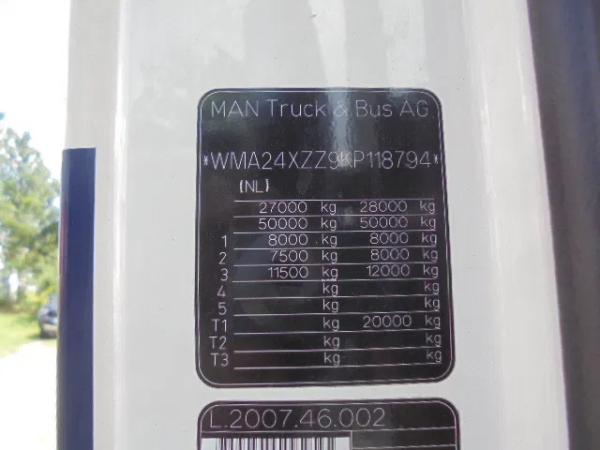 MAN Truck & Bus AG
*WMA24XZZ9KP118794*
(NL)
27000 kg 28000 kg
50000 kg 50000 kg
1 8000 kg 8000 kg
2 7500 kg 8000 kg
3 11500 kg 12000 kg
4 kg kg
5 kg kg
T1 kg 20000 kg
T2 kg kg
T3 kg kg
L.2007.46.002